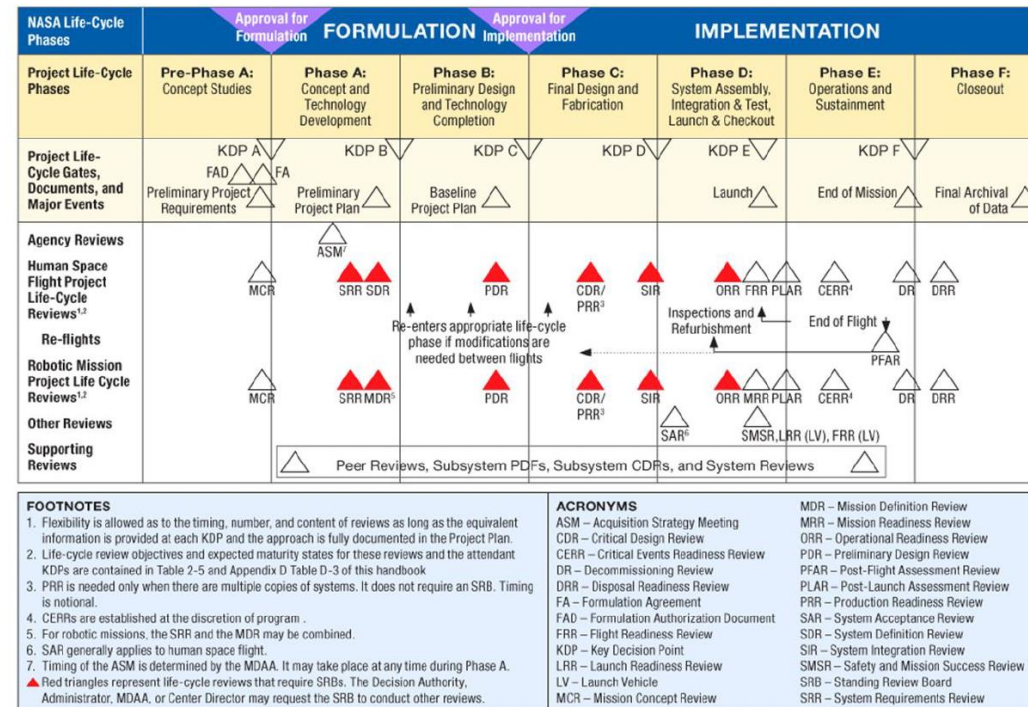 NASA Life-Cycle
Phases
Approval for
Formulation
FORMULATION
Approval for
Implementation
IMPLEMENTATION
Project Life-Cycle
Phases
Pre-Phase A:
Concept Studies
Phase A:
Concept and
Technology
Development
Phase B:
Preliminary Design
and Technology
Completion
Phase C:
Final Design and
Fabrication
Phase D:
System Assembly,
Integration & Test,
Launch & Checkout
Phase E:
Operations and
Sustainment
Phase F:
Closeout
Project Life-
Cycle Gates,
Documents, and
Major Events
KDP A
KDP B
KDP C
KDP D
KDP E
KDP F
FAD
FA
Preliminary Project
Requirements
Preliminary
Project Plan
Baseline
Project Plan
Launch
End of Mission
Final Archival
of Data
Agency Reviews
ASM7
Human Space
Flight Project
Life-Cycle
Reviews1,2
MCR
SRR
SDR
PDR
CDR/
PRR3
SIR
ORR
FRR
PLAR
CERR4
DR
DRR
Re-flights
Re-enters appropriate life-cycle
phase if modifications are
needed between flights
Inspections and
Refurbishment
End of Flight
PFAR
Robotic Mission
Project Life Cycle
Reviews1,2
MCR
SRR
MDR5
PDR
CDR/
PRR3
SIR
ORR
MRR
PLAR
CERR4
DR
DRR
Other Reviews
SAR6
SMSR,LRR (LV), FRR (LV)
Supporting
Reviews
Peer Reviews, Subsystem PDFs, Subsystem CDRs, and System Reviews
FOOTNOTES
1. Flexibility is allowed as to the timing, number, and content of reviews as long as the equivalent
information is provided at each KDP and the approach is fully documented in the Project Plan.
2. Life-cycle review objectives and expected maturity states for these reviews and the attendant
KDPs are contained in Table 2-5 and Appendix D Table D-3 of this handbook
3. PRR is needed only when there are multiple copies of systems. It does not require an SRB. Timing
is notional.
4. CERRs are established at the discretion of program .
5. For robotic missions, the SRR and the MDR may be combined.
6. SAR generally applies to human space flight.
7. Timing of the ASM is determined by the MDAA. It may take place at any time during Phase A.
Red triangles represent life-cycle reviews that require SRBs. The Decision Authority,
Administrator, MDAA, or Center Director may request the SRB to conduct other reviews.
ACRONYMS
ASM – Acquisition Strategy Meeting
CDR – Critical Design Review
CERR – Critical Events Readiness Review
DR – Decommissioning Review
DRR – Disposal Readiness Review
FA – Formulation Agreement
FAD – Formulation Authorization Document
FRR – Flight Readiness Review
KDP – Key Decision Point
LRR – Launch Readiness Review
LV – Launch Vehicle
MCR – Mission Concept Review
MDR – Mission Definition Review
MRR – Mission Readiness Review
ORR – Operational Readiness Review
PDR – Preliminary Design Review
PFAR – Post-Flight Assessment Review
PLAR – Post-Launch Assessment Review
PRR – Production Readiness Review
SAR – System Acceptance Review
SDR – System Definition Review
SIR – System Integration Review
SMSR – Safety and Mission Success Review
SRB – Standing Review Board
SRR – System Requirements Review